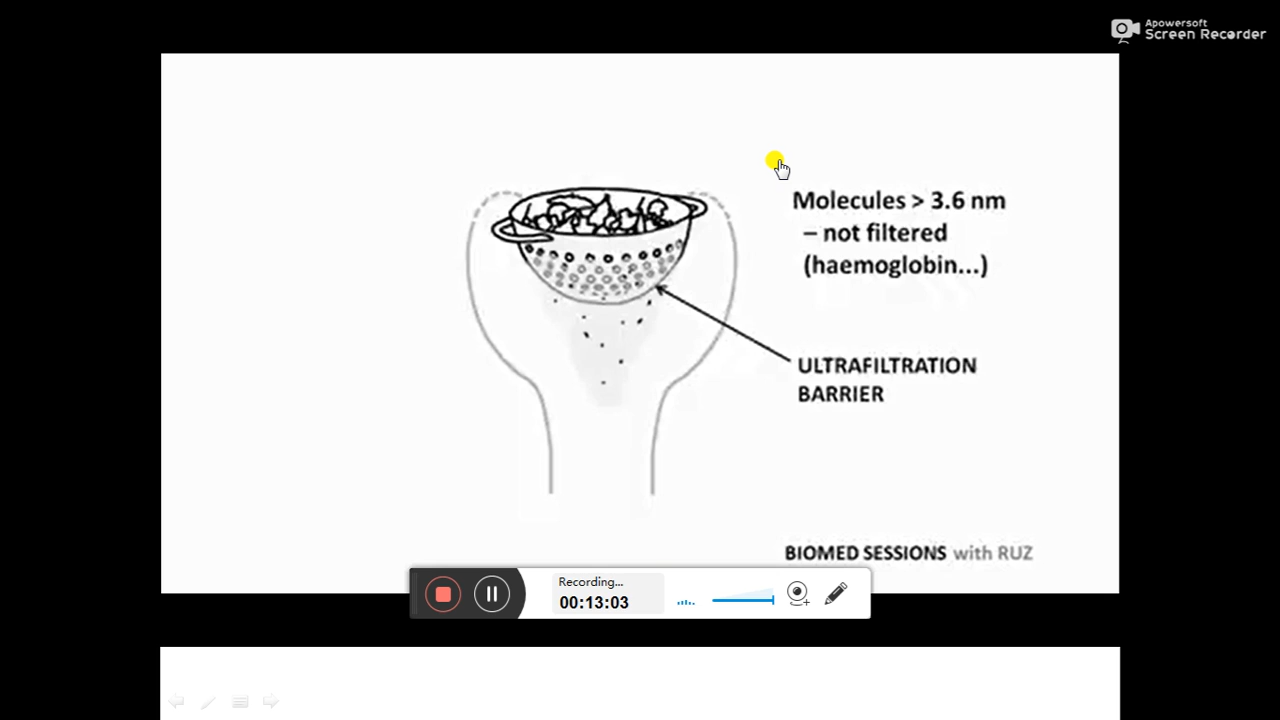 Apowersoft
Screen Recorder
Molecules > 3.6 nm
– not filtered
(haemoglobin...)
ULTRAFILTRATION
BARRIER
BIOMED SESSIONS with RUZ
Recording...
00:13:03